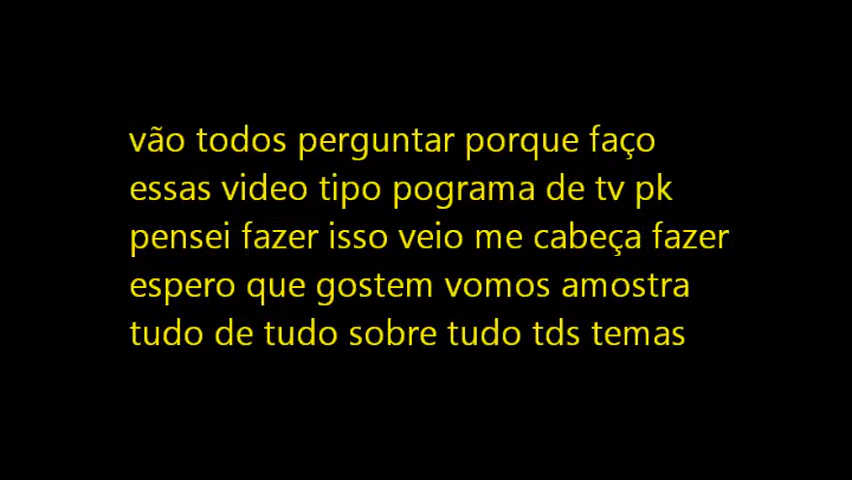 vão todos perguntar porque faço
essas video tipo pograma de tv pk
pensei fazer isso veio me cabeça fazer
espero que gostem vomos amostra
tudo de tudo sobre tudo tds temas